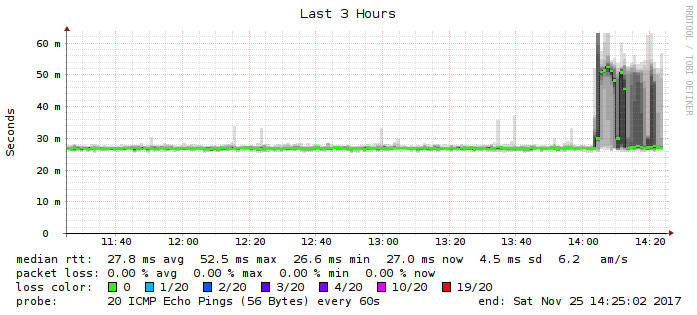 Last 3 Hours
RRDTOOL / TOBI OETIKER
Seconds
60 m
50 m
40 m
30 m
20 m
10 m
0
11:40 12:00 12:20 12:40 13:00 13:20 13:40 14:00 14:20
median rtt: 27.8 ms avg 52.5 ms max 26.6 ms min 27.0 ms now 4.5 ms sd 6.2 am/s
packet loss: 0.00 % avg 0.00 % max 0.00 % min 0.00 % now
loss color: 0 1/20 2/20 3/20 4/20 10/20 19/20
probe: 20 ICMP Echo Pings (56 Bytes) every 60s end: Sat Nov 25 14:25:02 2017